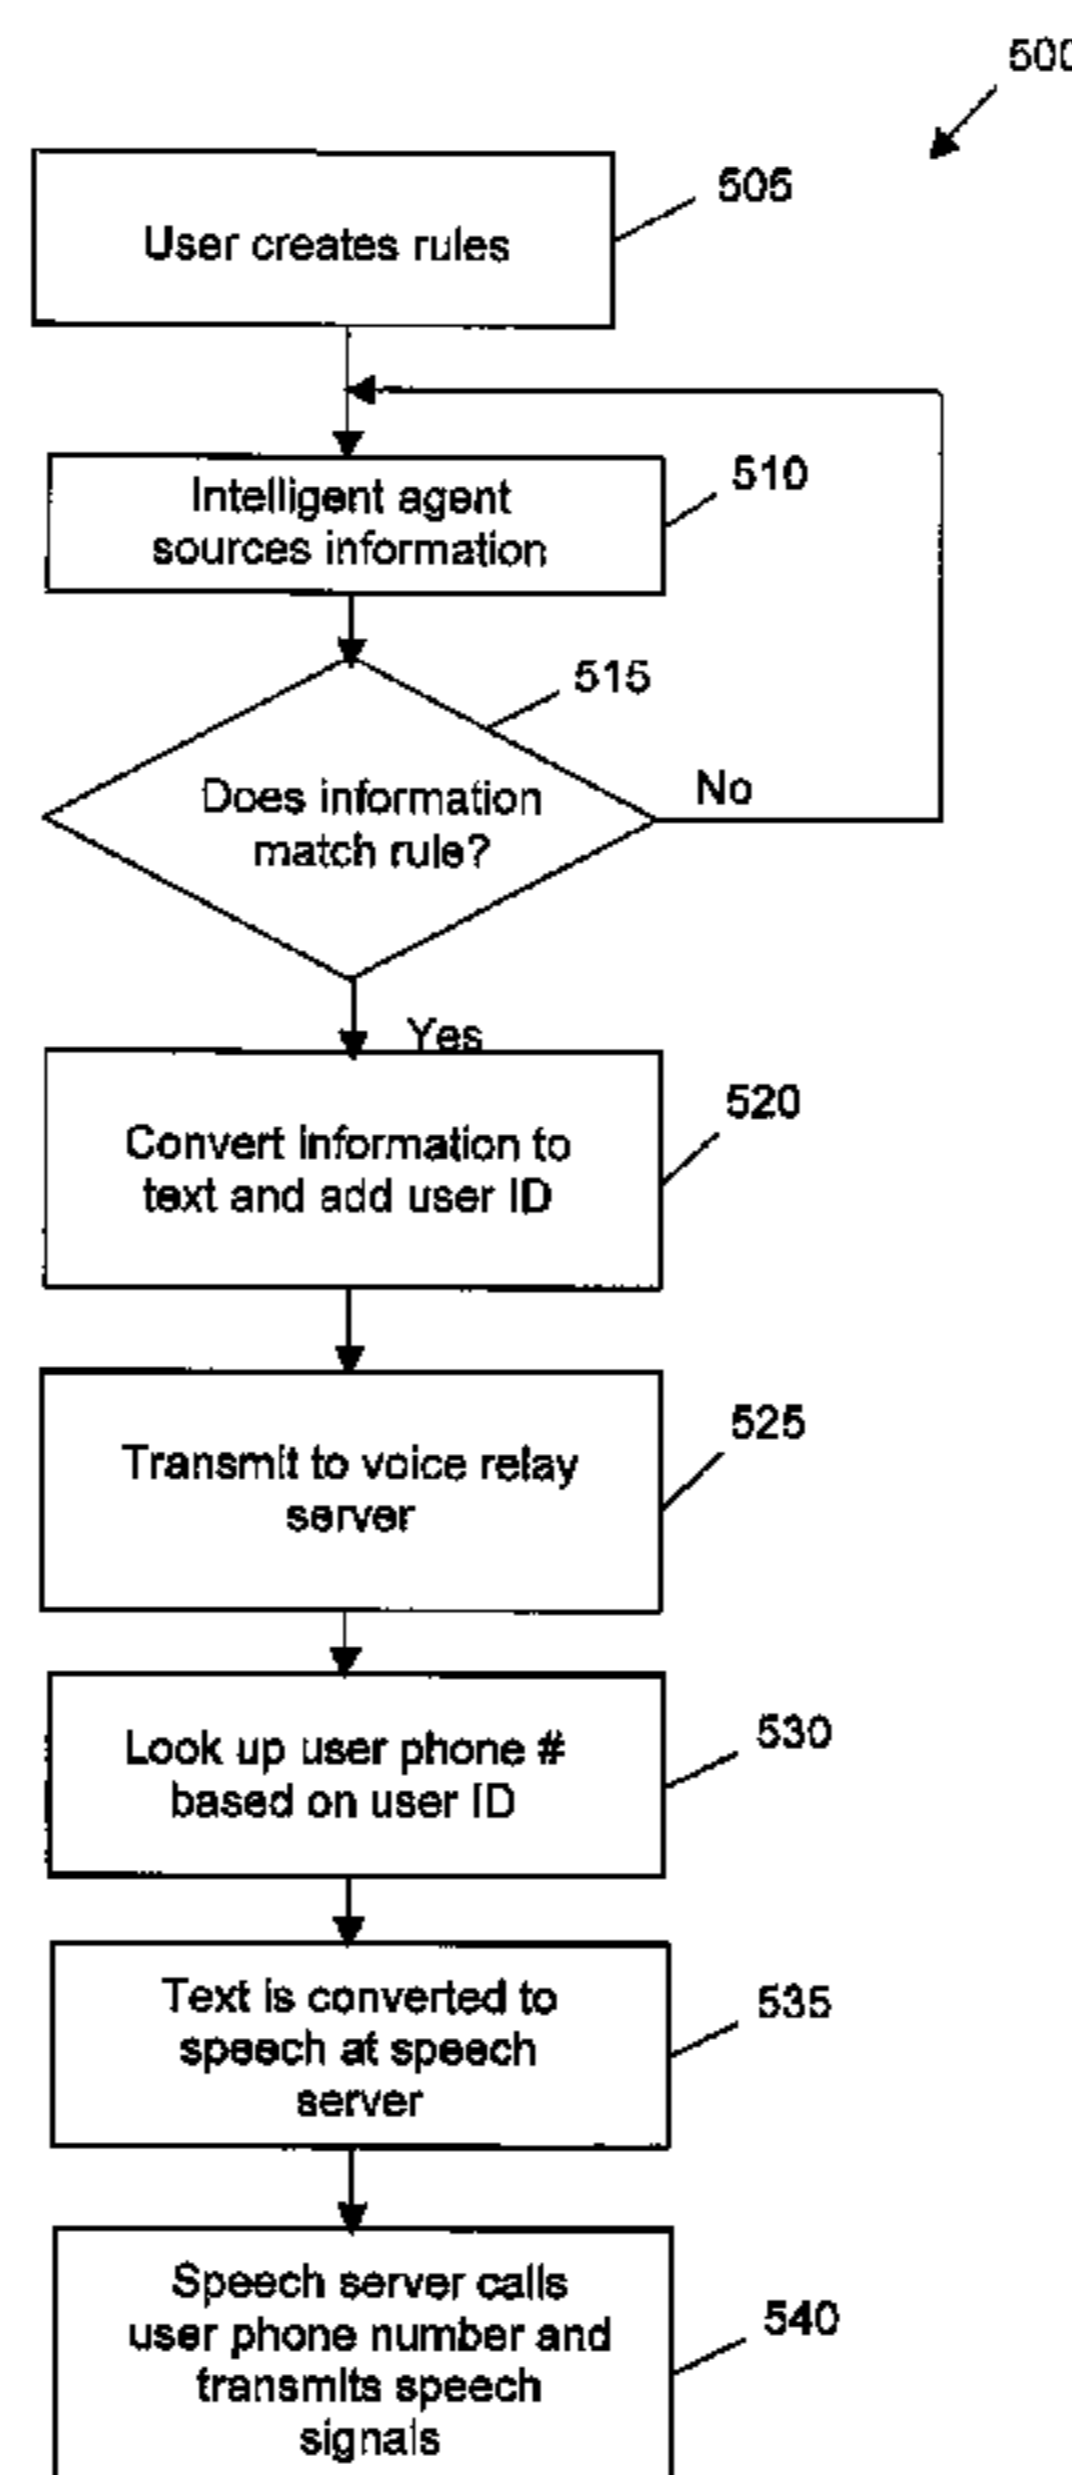 500
505
User creates rules
510
Intelligent agent
sources information
515
Does information
match rule?
No
Yes
520
Convert information to
text and add user ID
525
Transmit to voice relay
server
530
Look up user phone #
based on user ID
535
Text is converted to
speech at speech
server
540
Speech server calls
user phone number and
transmits speech
signals